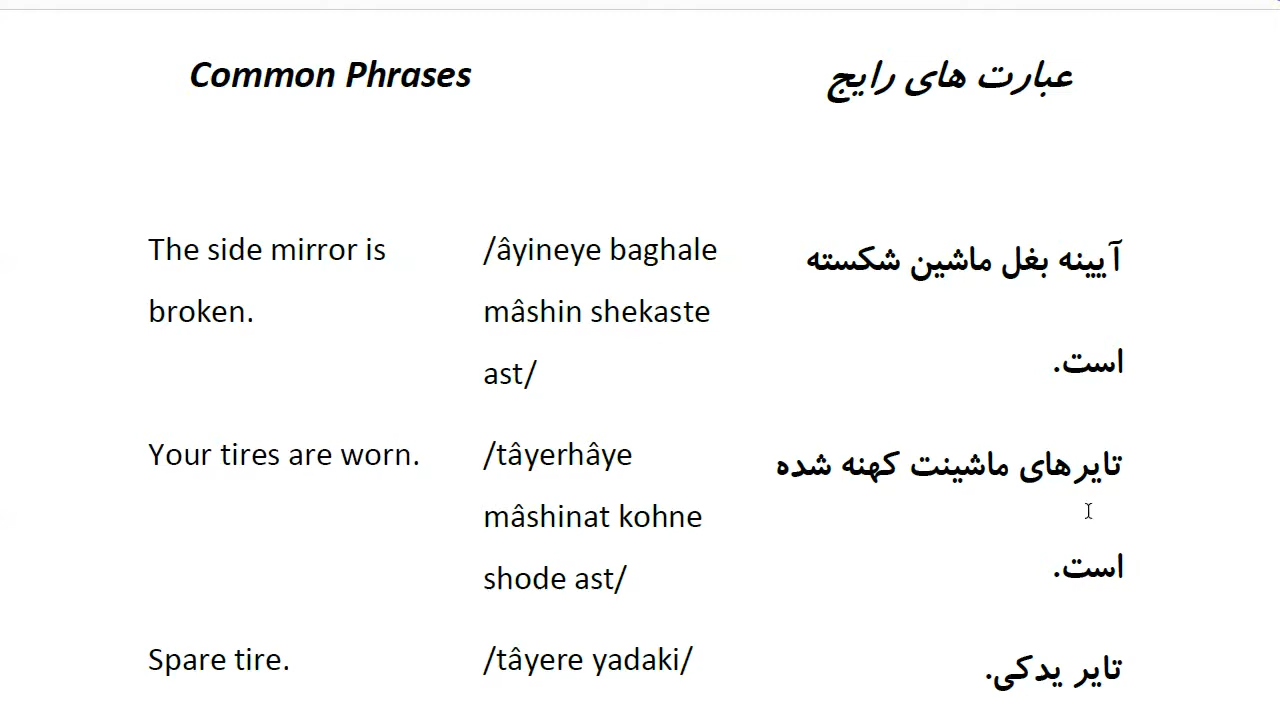 Common Phrases
عبارت های رایج
The side mirror is
broken.
/âyineye baghale
mâshin shekaste
ast/
آیینه بغل ماشین شکسته
است.
Your tires are worn.
/tâyerhâye
mâshinat kohne
shode ast/
تایرهای ماشینت کهنه شده
است.
Spare tire.
/tâyere yadaki/
تایر یدکی.